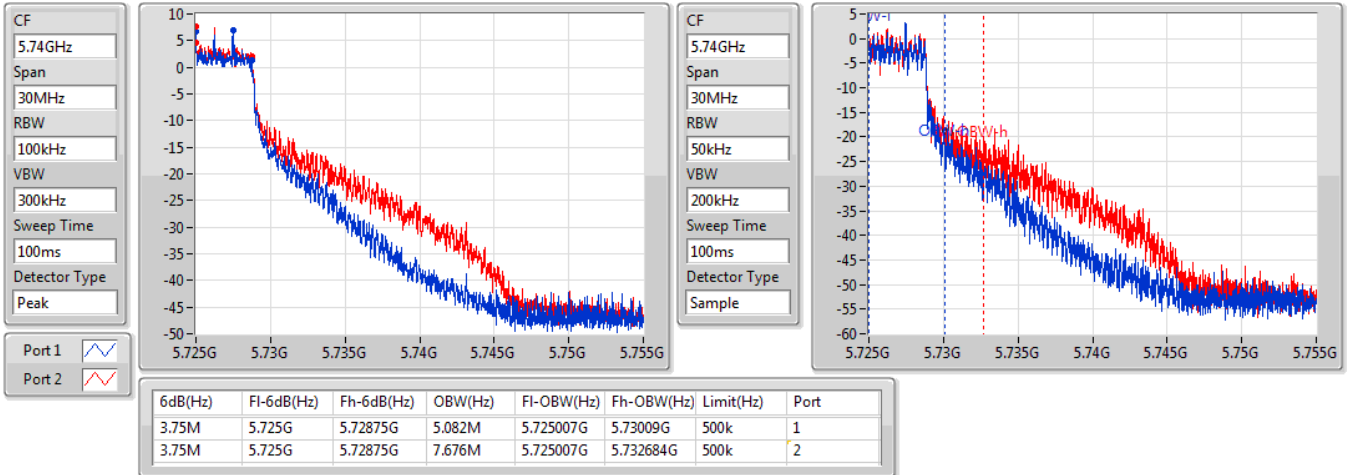 CF
5.74GHz
Span
30MHz
RBW
100kHz
VBW
300kHz
Sweep Time
100ms
Detector Type
Peak
10
5
0
-5
-10
-15
-20
-25
-30
-35
-40
-45
-50
5.725G 5.73G 5.735G 5.74G 5.745G 5.75G 5.755G
CF
5.74GHz
Span
30MHz
RBW
50kHz
VBW
200kHz
Sweep Time
100ms
Detector Type
Sample
5
0
-5
-10
-15
-20
-25
-30
-35
-40
-45
-50
-55
-60
OBW-h
5.725G 5.73G 5.735G 5.74G 5.745G 5.75G 5.755G
Port 1
Port 2
6dB(Hz) Fl-6dB(Hz) Fh-6dB(Hz) OBW(Hz) Fl-OBW(Hz) Fh-OBW(Hz) Limit(Hz) Port
3.75M 5.725G 5.72875G 5.082M 5.725007G 5.73009G 500k 1
3.75M 5.725G 5.72875G 7.676M 5.725007G 5.732684G 500k 2